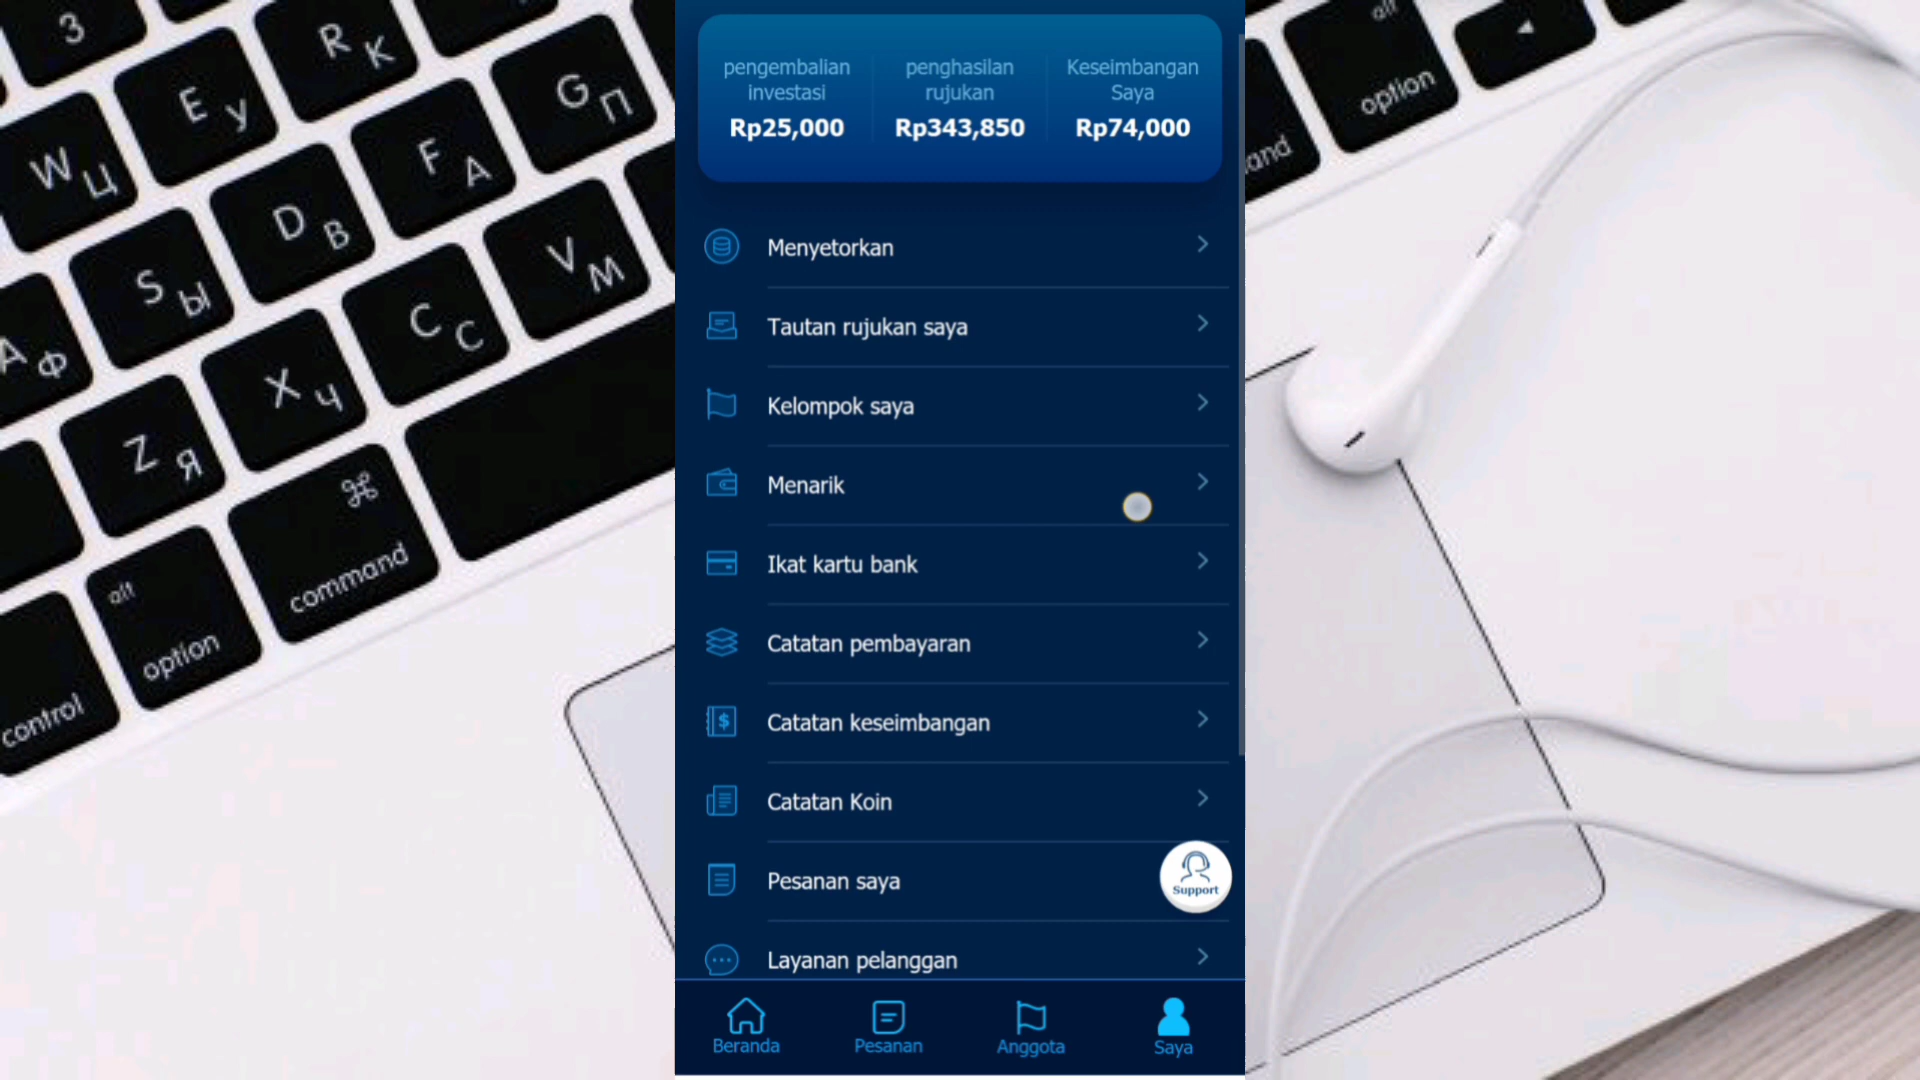 3
R
K
E
У
G
П
W
Ц
F
А
D
В
V
М
S
Ы
C
С
А
Ф
X
Ч
Z
Я
⌘
command
alt
option
control
pengembalian
investasi
Rp25,000
penghasilan
rujukan
Rp343,850
Keseimbangan
Saya
Rp74,000
Menyetorkan
Tautan rujukan saya
Kelompok saya
Menarik
Ikat kartu bank
Catatan pembayaran
Catatan keseimbangan
$
Catatan Koin
Pesanan saya
Support
Layanan pelanggan
Beranda
Pesanan
Anggota
Saya
alt
option